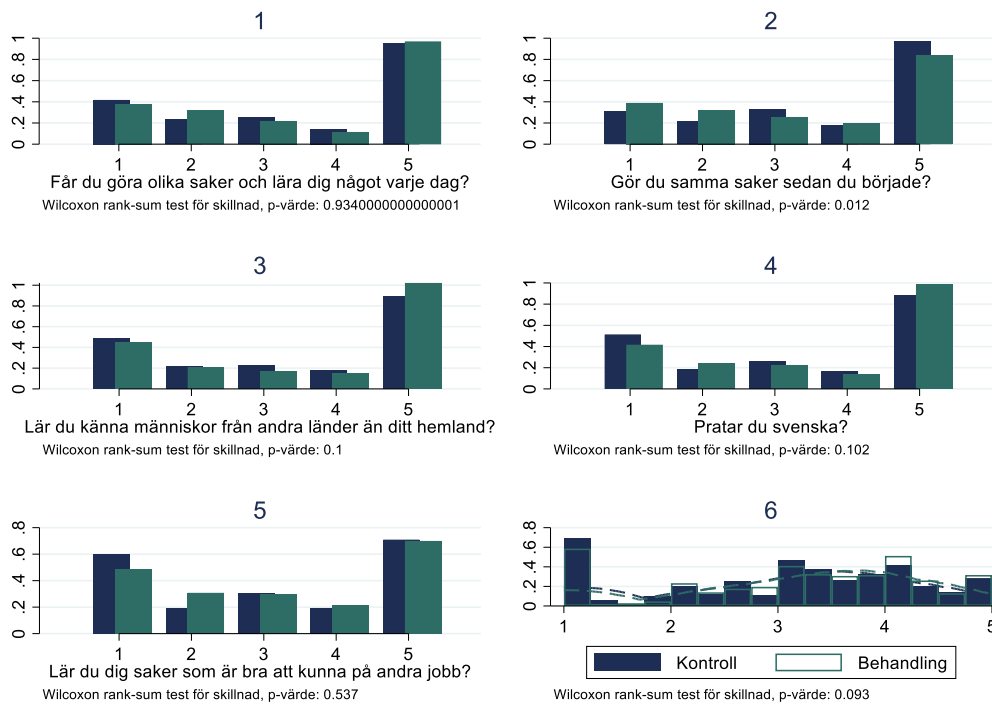 1
0 .2 .4 .6 .8 1
1 2 3 4 5
Får du göra olika saker och lära dig något varje dag?
Wilcoxon rank-sum test för skillnad, p-värde: 0.9340000000000001
2
0 .2 .4 .6 .8 1
1 2 3 4 5
Gör du samma saker sedan du började?
Wilcoxon rank-sum test för skillnad, p-värde: 0.012
3
0 .2 .4 .6 .8 1
1 2 3 4 5
Lär du känna människor från andra länder än ditt hemland?
Wilcoxon rank-sum test för skillnad, p-värde: 0.1
4
0 .2 .4 .6 .8 1
1 2 3 4 5
Pratar du svenska?
Wilcoxon rank-sum test för skillnad, p-värde: 0.102
5
0 .2 .4 .6 .8
1 2 3 4 5
Lär du dig saker som är bra att kunna på andra jobb?
Wilcoxon rank-sum test för skillnad, p-värde: 0.537
6
0 .2 .4 .6 .8
1 2 3 4 5
Kontroll Behandling
Wilcoxon rank-sum test för skillnad, p-värde: 0.093